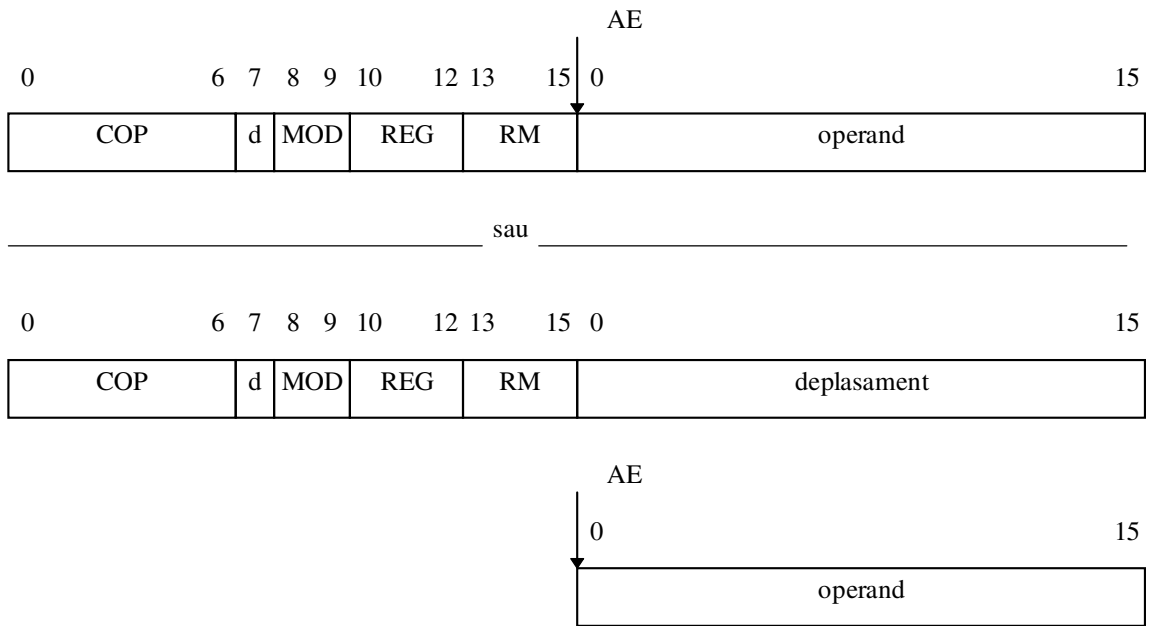 AE
0 6 7 8 9 10 12 13 15 0 15
COP d MOD REG RM operand
sau
0 6 7 8 9 10 12 13 15 0 15
COP d MOD REG RM deplasament
AE
0 15
operand